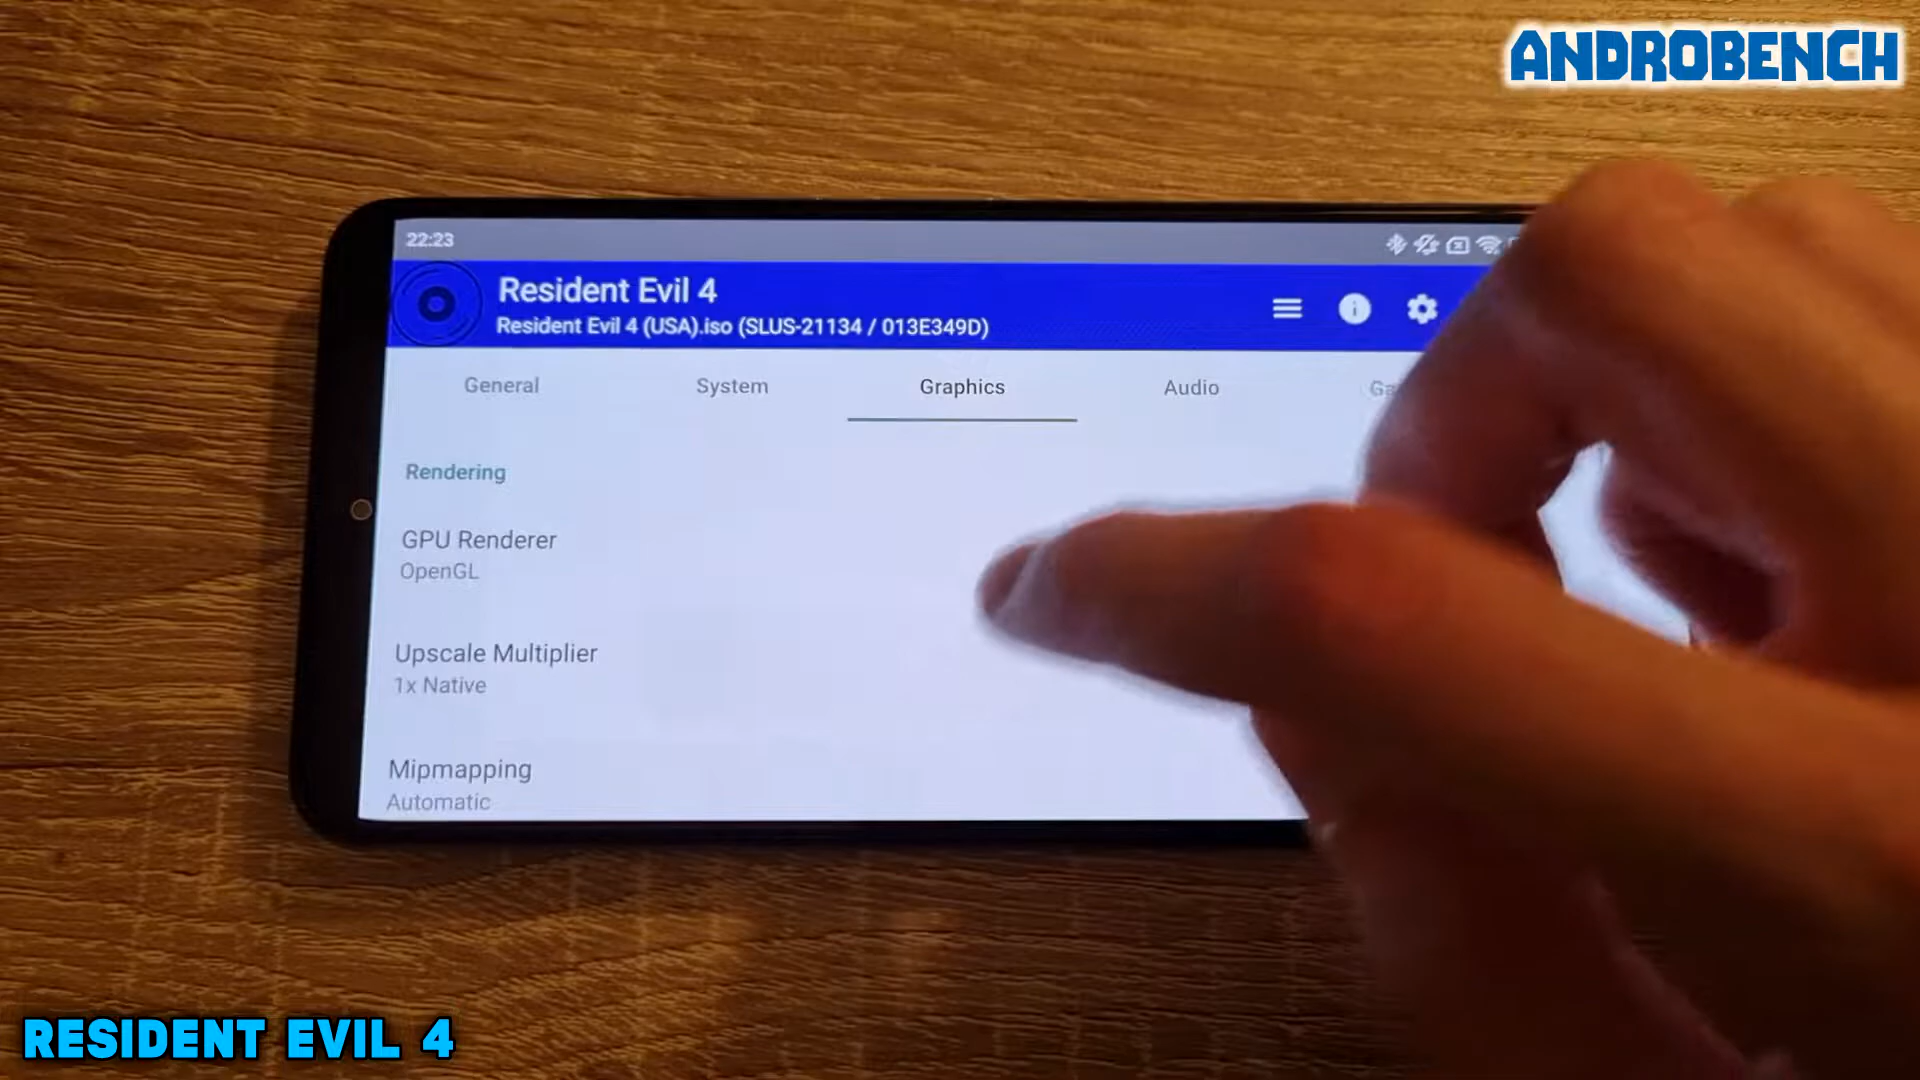 ANDROBENCH
22:23
Resident Evil 4
Resident Evil 4 (USA).iso (SLUS-21134 / 013E349D)
General System Graphics Audio
Rendering
GPU Renderer
OpenGL
Upscale Multiplier
1x Native
Mipmapping
Automatic
RESIDENT EVIL 4